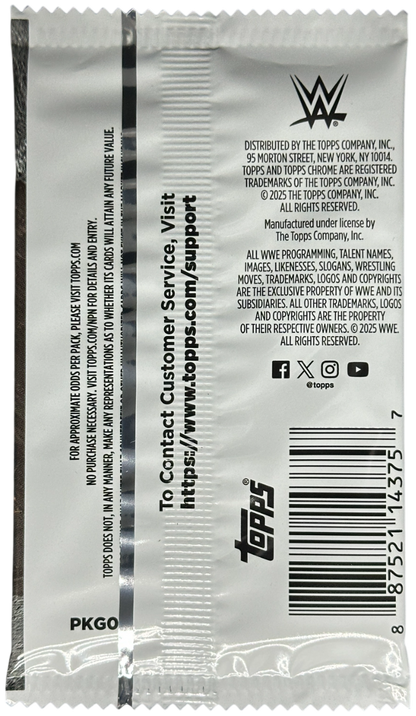 FOR APPROXIMATE ODDS PER PACK, PLEASE VISIT TOPPS.COM
NO PURCHASE NECESSARY. VISIT TOPPS.COM/NPN FOR DETAILS AND ENTRY.
TOPPS DOES NOT, IN ANY MANNER, MAKE ANY REPRESENTATIONS AS TO WHETHER ITS CARDS WILL ATTAIN ANY FUTURE VALUE.
PKGO
To Contact Customer Service, Visit
https://www.topps.com/support
W
DISTRIBUTED BY THE TOPPS COMPANY, INC.,
95 MORTON STREET, NEW YORK, NY 10014.
TOPPS AND TOPPS CHROME ARE REGISTERED
TRADEMARKS OF THE TOPPS COMPANY, INC.
© 2025 THE TOPPS COMPANY, INC.
ALL RIGHTS RESERVED.
Manufactured under license by
The Topps Company, Inc.
ALL WWE PROGRAMMING, TALENT NAMES,
IMAGES, LIKENESSES, SLOGANS, WRESTLING
MOVES, TRADEMARKS, LOGOS AND COPYRIGHTS
ARE THE EXCLUSIVE PROPERTY OF WWE AND ITS
SUBSIDIARIES. ALL OTHER TRADEMARKS, LOGOS
AND COPYRIGHTS ARE THE PROPERTY
OF THEIR RESPECTIVE OWNERS. © 2025 WWE.
ALL RIGHTS RESERVED.
@topps
topps®
8 87521 14375 7